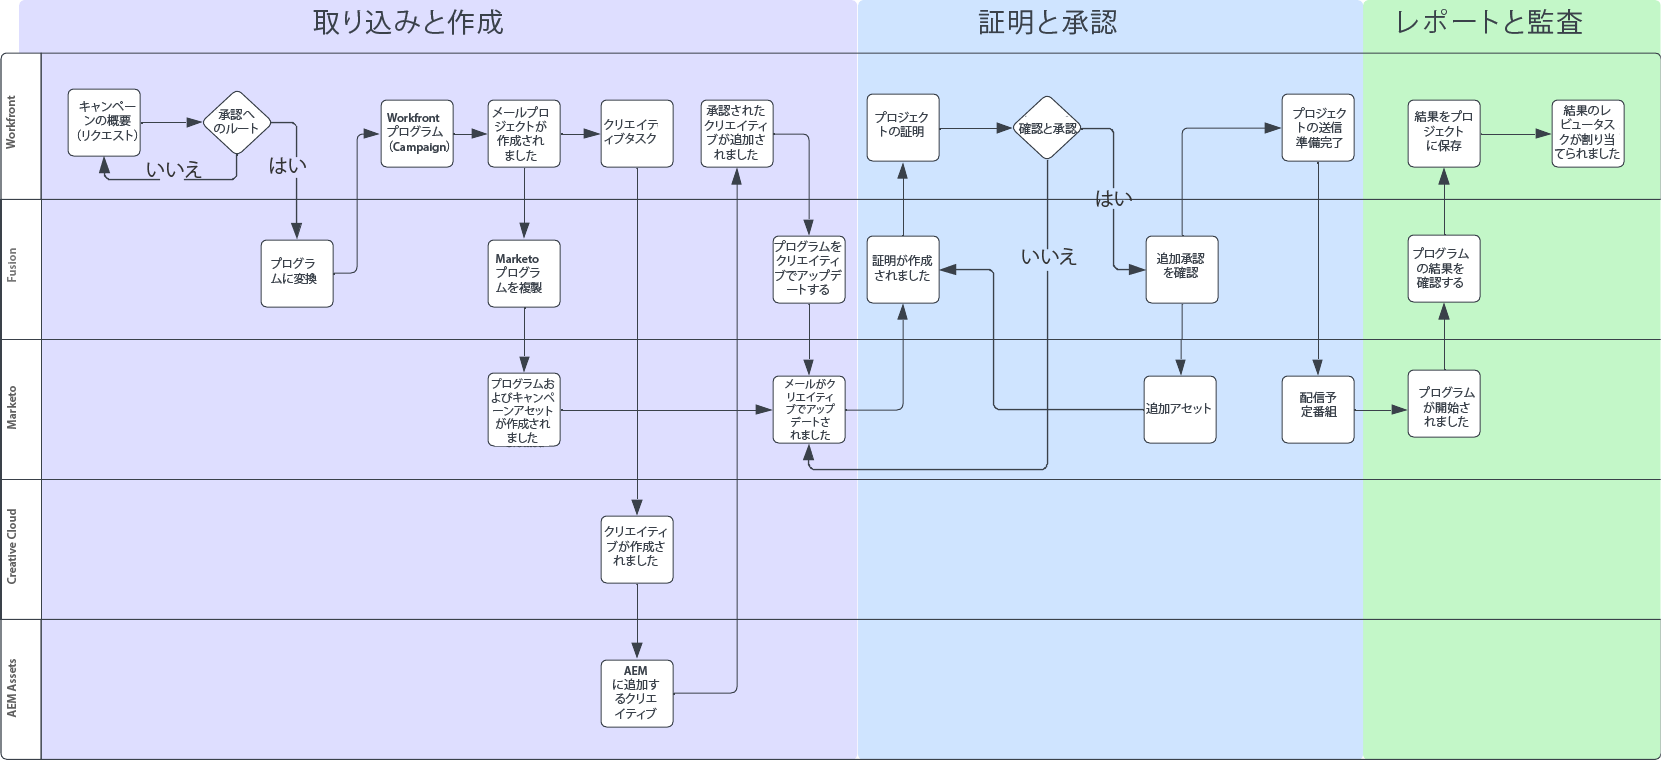 取り込みと作成
証明と承認
レポートと監査
Workfront
キャンペー
ンの概要
（リクエスト）
承認へ
のルート
いいえ
はい
Workfront
プログラム
（Campaign）
メールプロ
ジェクトが
作成され
ました
クリエイテ
ィブタスク
承認された
クリエイティ
ブが追加さ
れました
プロジェク
トの証明
確認と承認
はい
いいえ
プロジェク
トの送信
準備完了
結果をプロ
ジェクト
に保存
結果のレ
ビュータス
クが割り当
てられました
Fusion
プログラ
ムに変換
Marketo
プログラ
ムを複製
プログラムを
クリエイティ
ブでアップデ
ートする
証明が作成
されました
追加承認
を確認
プログラム
の結果を
確認する
Marketo
プログラムお
よびキャンペ
ーンアセット
が作成され
ました
メールがク
リエイティ
ブでアップ
デートさ
れました
追加アセット
配信予
定番組
プログラム
が開始さ
れました
Creative Cloud
クリエイティ
ブが作成さ
れました
AEM Assets
AEM
に追加す
るクリエ
イティブ